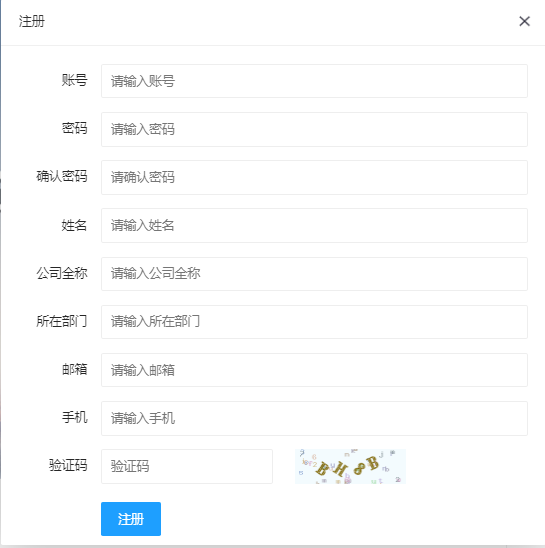 注册
账号 请输入账号
密码 请输入密码
确认密码 请确认密码
姓名 请输入姓名
公司全称 请输入公司全称
所在部门 请输入所在部门
邮箱 请输入邮箱
手机 请输入手机
验证码 验证码 BH8B
注册